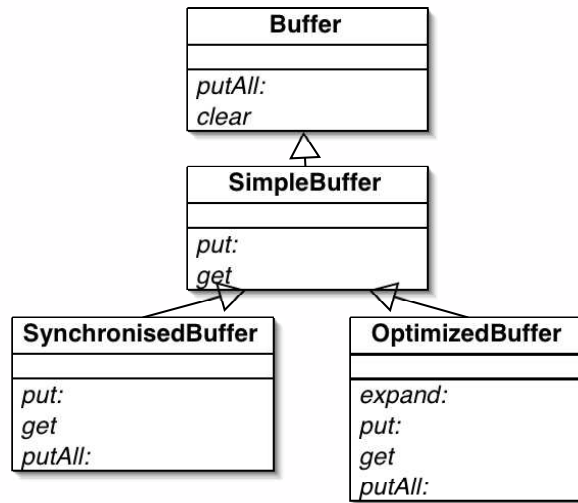 Buffer
putAll:
clear
SimpleBuffer
put:
get
SynchronisedBuffer
put:
get
putAll:
OptimizedBuffer
expand:
put:
get
putAll: